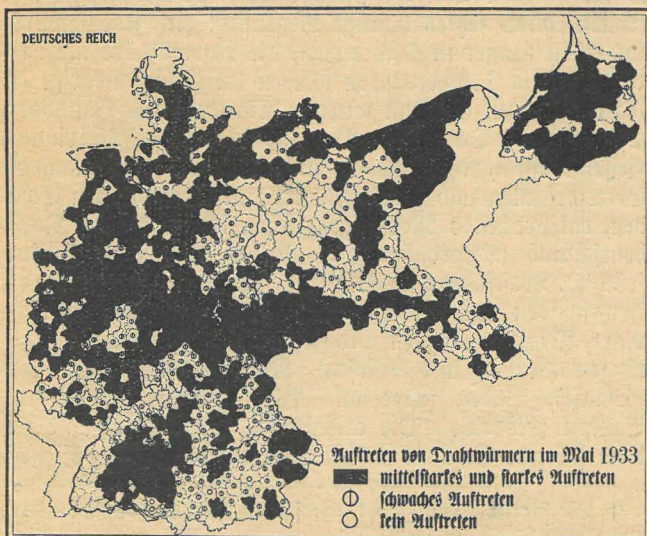 DEUTSCHES REICH
Auftreten von Drahtwürmern im Mai 1933
mittelstarkes und starkes Auftreten
schwaches Auftreten
kein Auftreten